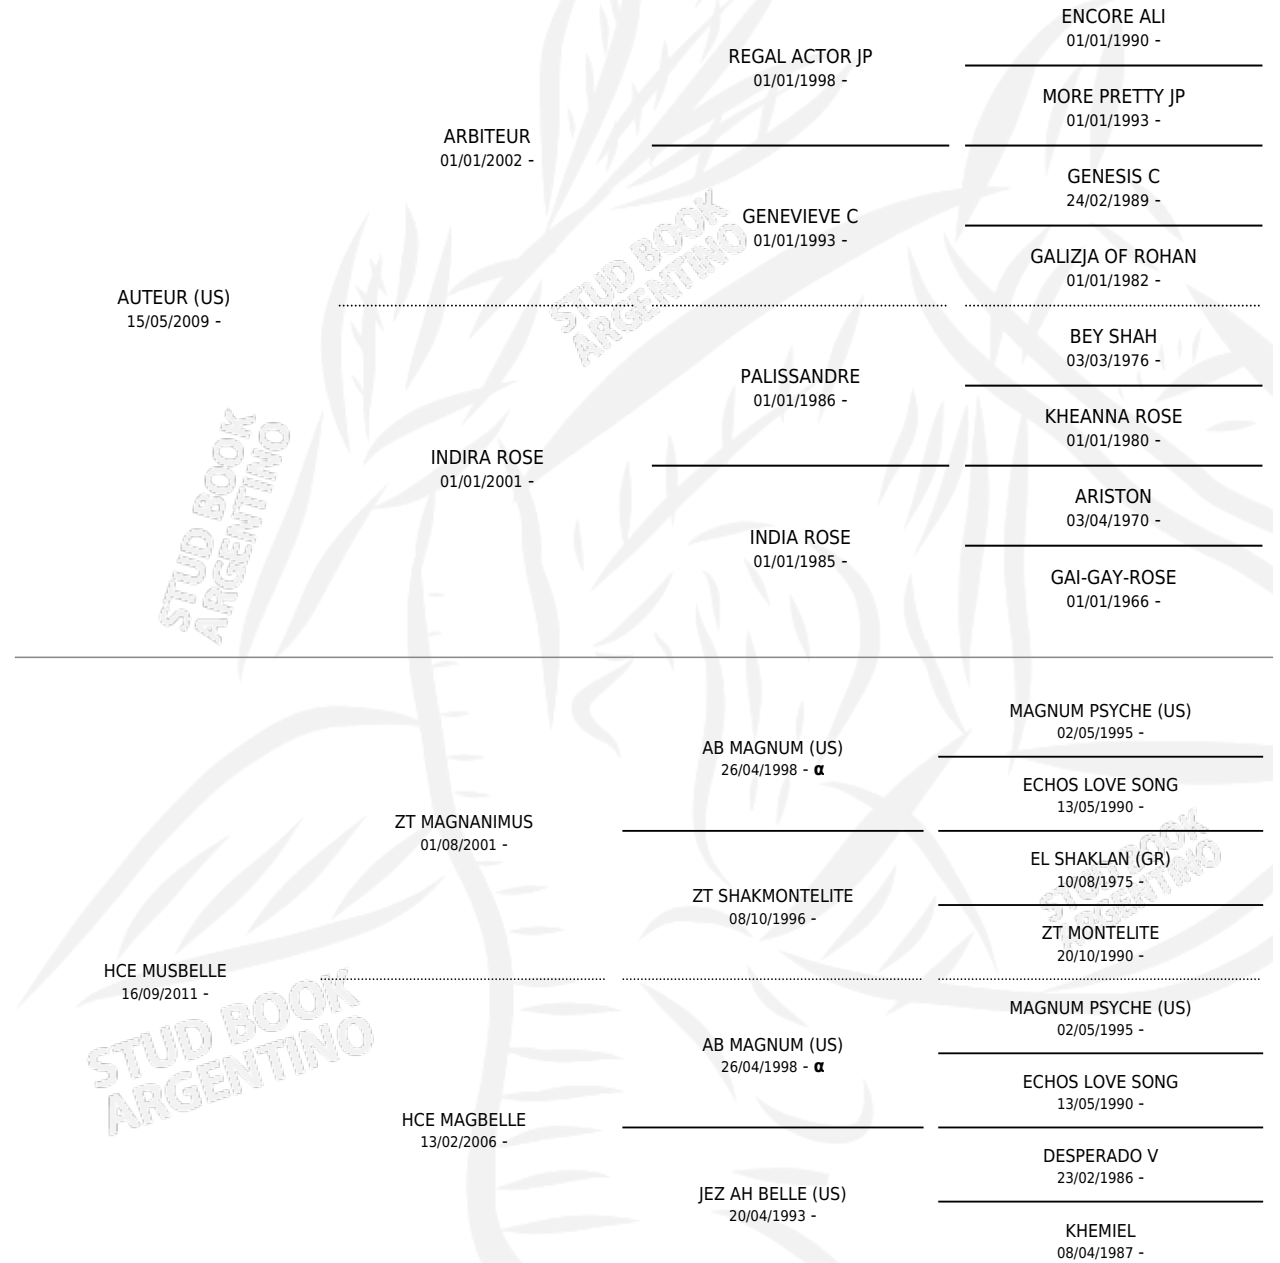 ENCORE ALI
01/01/1990 -
REGAL ACTOR JP
01/01/1998 -
MORE PRETTY JP
01/01/1993 -
ARBITEUR
01/01/2002 -
GENESIS C
24/02/1989 -
GENEVIEVE C
01/01/1993 -
GALIZJA OF ROHAN
01/01/1982 -
AUTEUR (US)
15/05/2009 -
BEY SHAH
03/03/1976 -
PALISSANDRE
01/01/1986 -
KHEANNA ROSE
01/01/1980 -
INDIRA ROSE
01/01/2001 -
ARISTON
03/04/1970 -
INDIA ROSE
01/01/1985 -
GAI-GAY-ROSE
01/01/1966 -
MAGNUM PSYCHE (US)
02/05/1995 -
AB MAGNUM (US)
26/04/1998 - α
ECHOS LOVE SONG
13/05/1990 -
ZT MAGNANIMUS
01/08/2001 -
EL SHAKLAN (GR)
10/08/1975 -
ZT SHAKMONTELITE
08/10/1996 -
ZT MONTELITE
20/10/1990 -
HCE MUSBELLE
16/09/2011 -
MAGNUM PSYCHE (US)
02/05/1995 -
AB MAGNUM (US)
26/04/1998 - α
ECHOS LOVE SONG
13/05/1990 -
HCE MAGBELLE
13/02/2006 -
DESPERADO V
23/02/1986 -
JEZ AH BELLE (US)
20/04/1993 -
KHEMIEL
08/04/1987 -
STUD BOOK
ARGENTINO
STUD BOOK
ARGENTINO
STUD BOOK
ARGENTINO
STUD BOOK
ARGENTINO